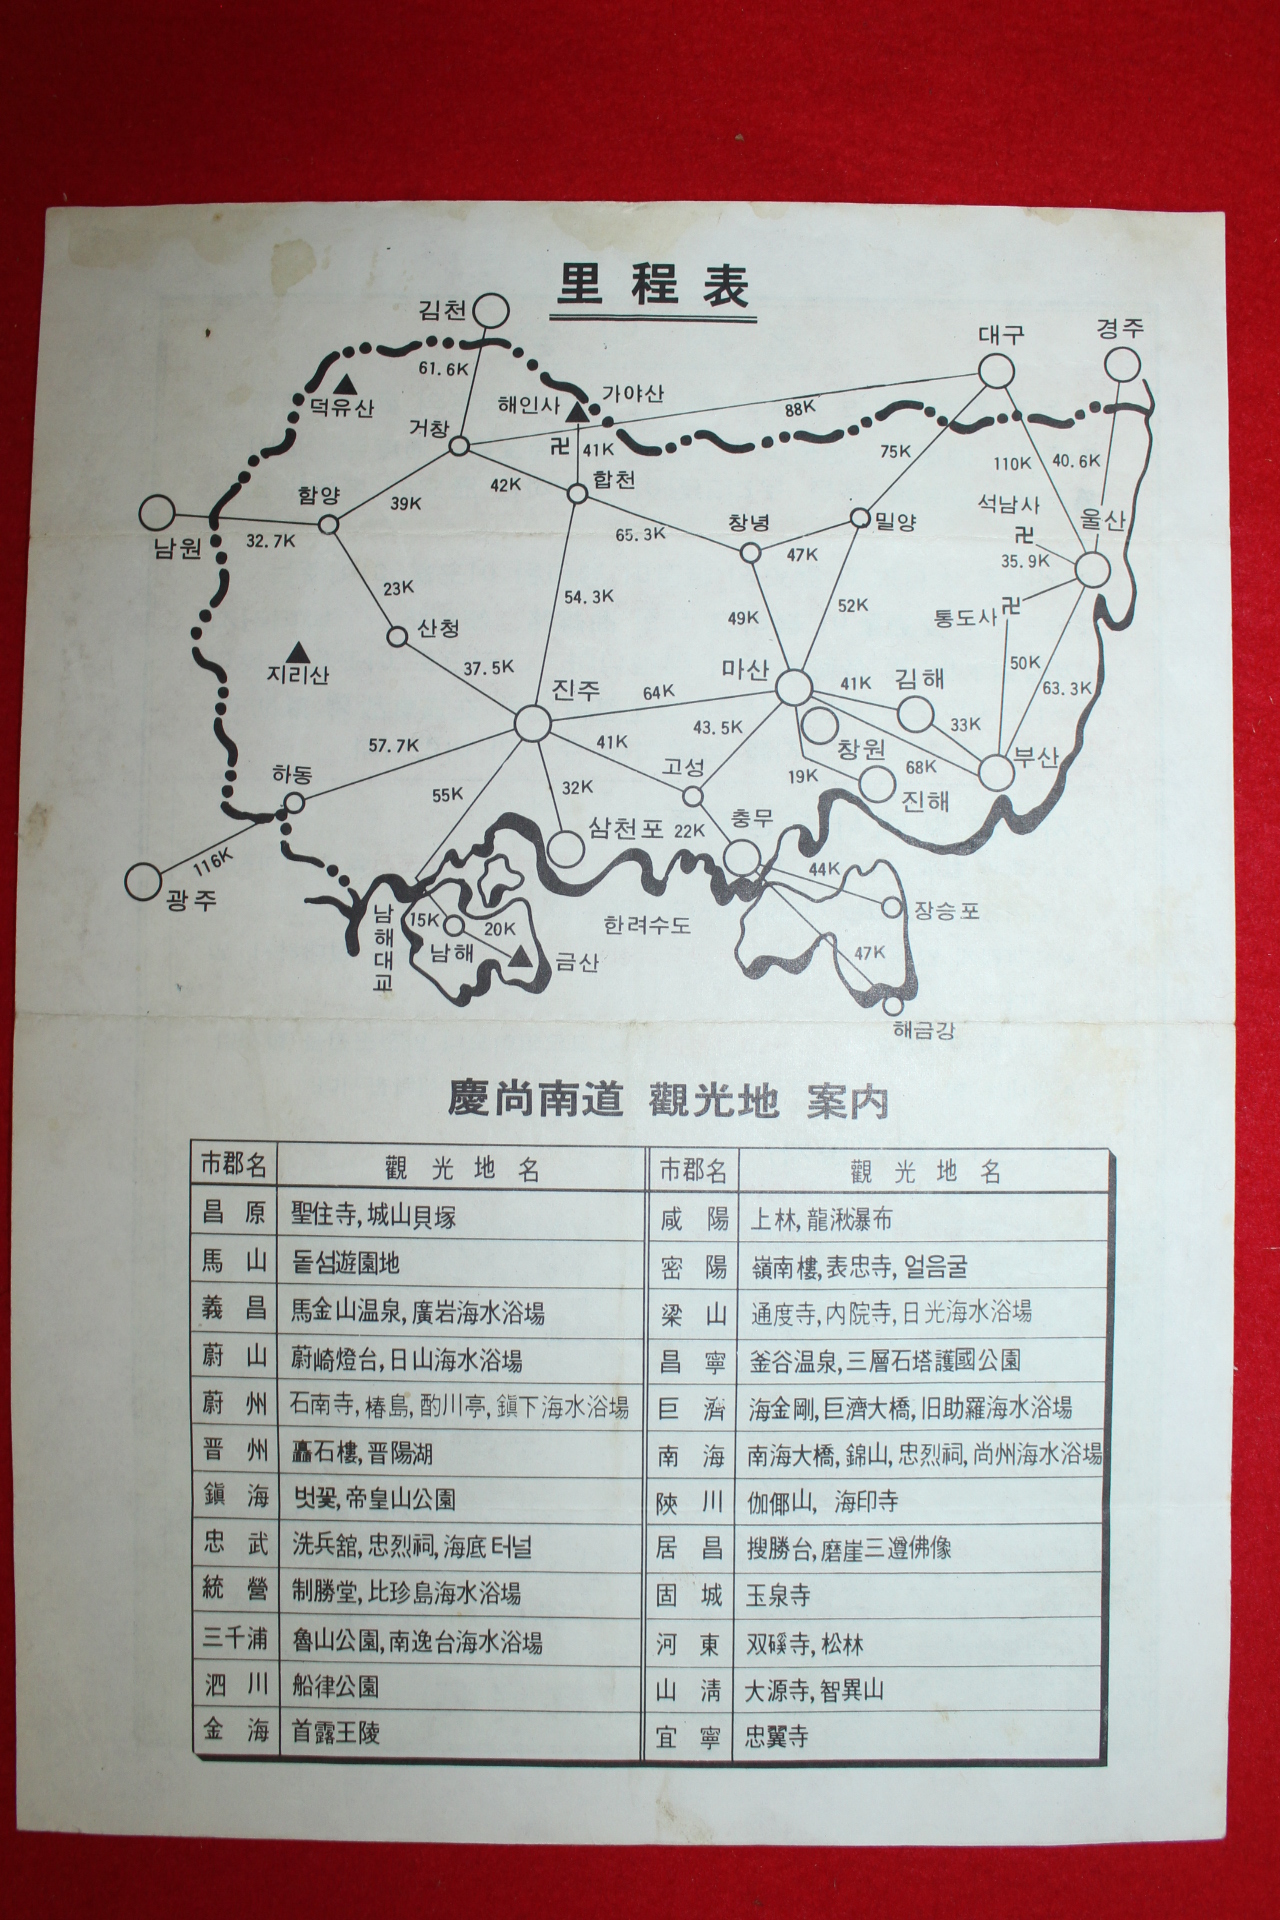 里程表
김천
대구
경주
61.6K
덕유산
해인사
가야산
88K
거창
卍
41K
75K
110K
40.6K
함양
39K
42K
합천
석남사
卍
남원
32.7K
65.3K
창녕
47K
밀양
울산
35.9K
23K
54.3K
49K
52K
통도사
卍
산청
지리산
37.5K
진주
64K
마산
41K
김해
50K
63.3K
57.7K
41K
43.5K
창원
33K
하동
55K
32K
고성
19K
68K
부산
진해
116K
삼천포
22K
충무
44K
광주
남해대교
15K
20K
남해
금산
한려수도
장승포
47K
해금강
慶尚南道 觀光地 案内
市郡名 觀光地名 市郡名 觀光地名
昌原 聖住寺, 城山貝塚 咸陽 上林, 龍湫瀑布
馬山 돝섬遊園地 密陽 嶺南樓, 表忠寺, 얼음굴
義昌 馬金山温泉, 廣岩海水浴場 梁山 通度寺, 内院寺, 日光海水浴場
蔚山 蔚崎燈台, 日山海水浴場 昌寧 釜谷温泉, 三層石塔護國公園
蔚州 石南寺, 椿島, 酌川亭, 鎭下海水浴場 巨濟 海金剛, 巨濟大橋, 旧助羅海水浴場
晋州 矗石樓, 晋陽湖 南海 南海大橋, 錦山, 忠烈祠, 尚州海水浴場
鎭海 벚꽃, 帝皇山公園 陜川 伽倻山, 海印寺
忠武 洗兵舘, 忠烈祠, 海底터널 居昌 搜勝台, 磨崖三遵佛像
統營 制勝堂, 比珍島海水浴場 固城 玉泉寺
三千浦 魯山公園, 南逸台海水浴場 河東 双磎寺, 松林
泗川 船律公園 山淸 大源寺, 智異山
金海 首露王陵 宜寧 忠翼寺